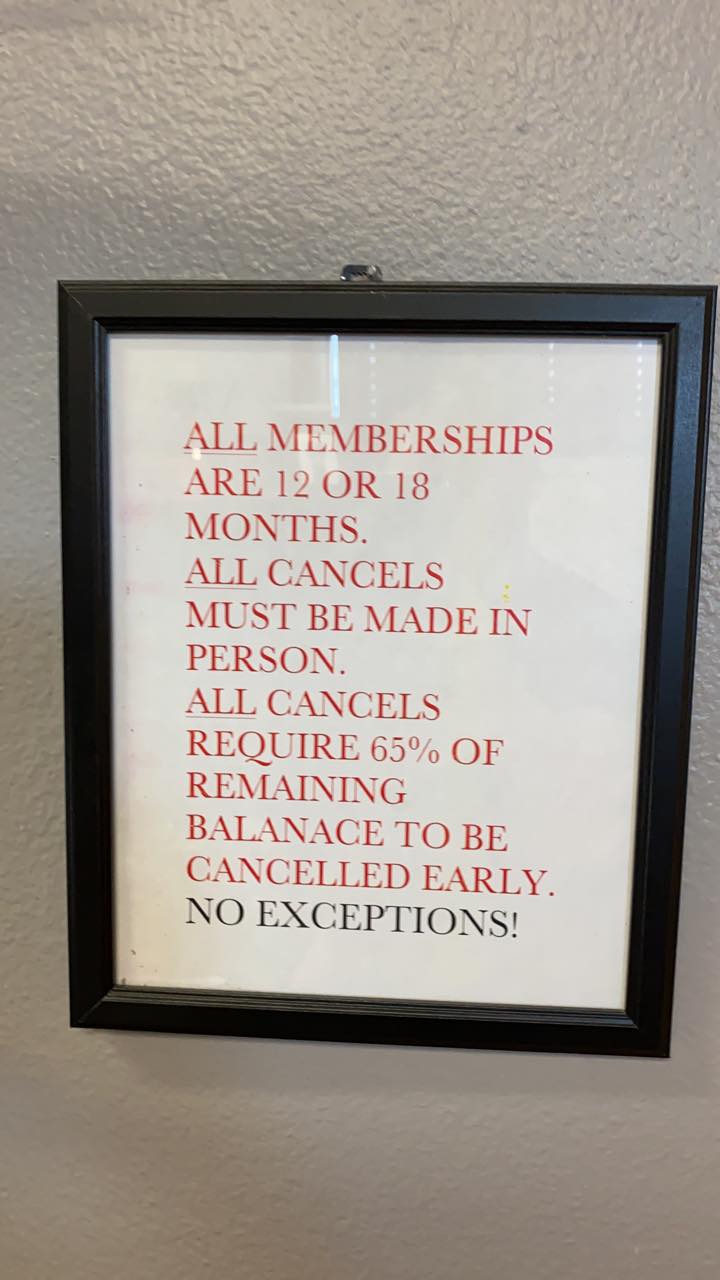 ALL MEMBERSHIPS
ARE 12 OR 18
MONTHS.
ALL CANCELS
MUST BE MADE IN
PERSON.
ALL CANCELS
REQUIRE 65% OF
REMAINING
BALANACE TO BE
CANCELLED EARLY.
NO EXCEPTIONS!